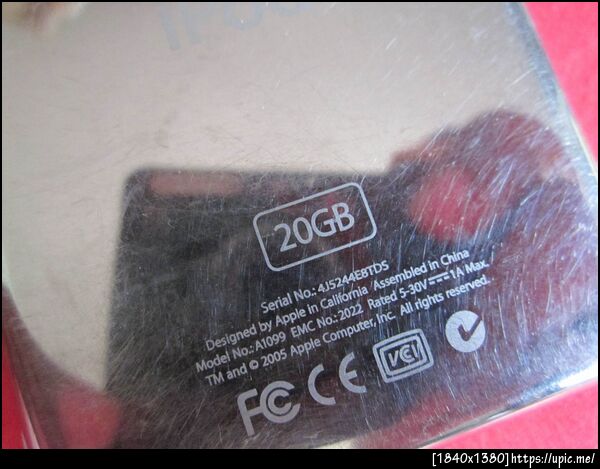 iPod
20GB
Serial No.: 4J5244E8TDS
Designed by Apple in California Assembled in China
Model No.: A1099 EMC No.: 2022 Rated 5-30V 1A Max.
TM and © 2005 Apple Computer, Inc. All rights reserved.
FC CE VCI
[1840x1380]https://upic.me/